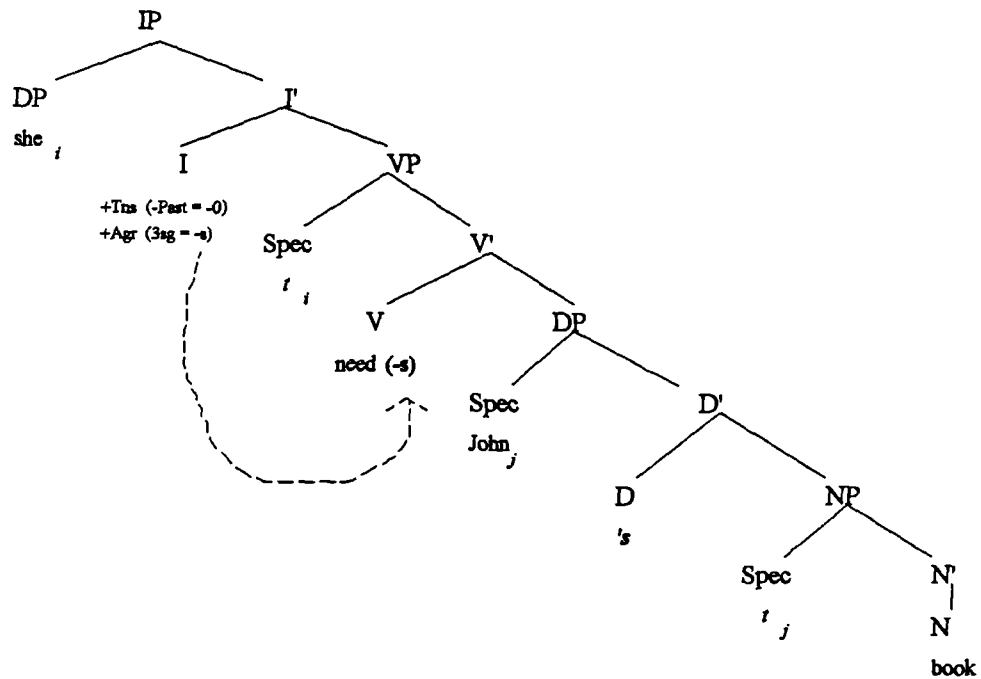 IP
DP
I'
she i
I
VP
+Tns (-Past = -0)
+Agr (3sg = -s)
Spec
V'
t i
V
DP
need (-s)
Spec
D'
John j
D
NP
's
Spec
N'
t j
N
book